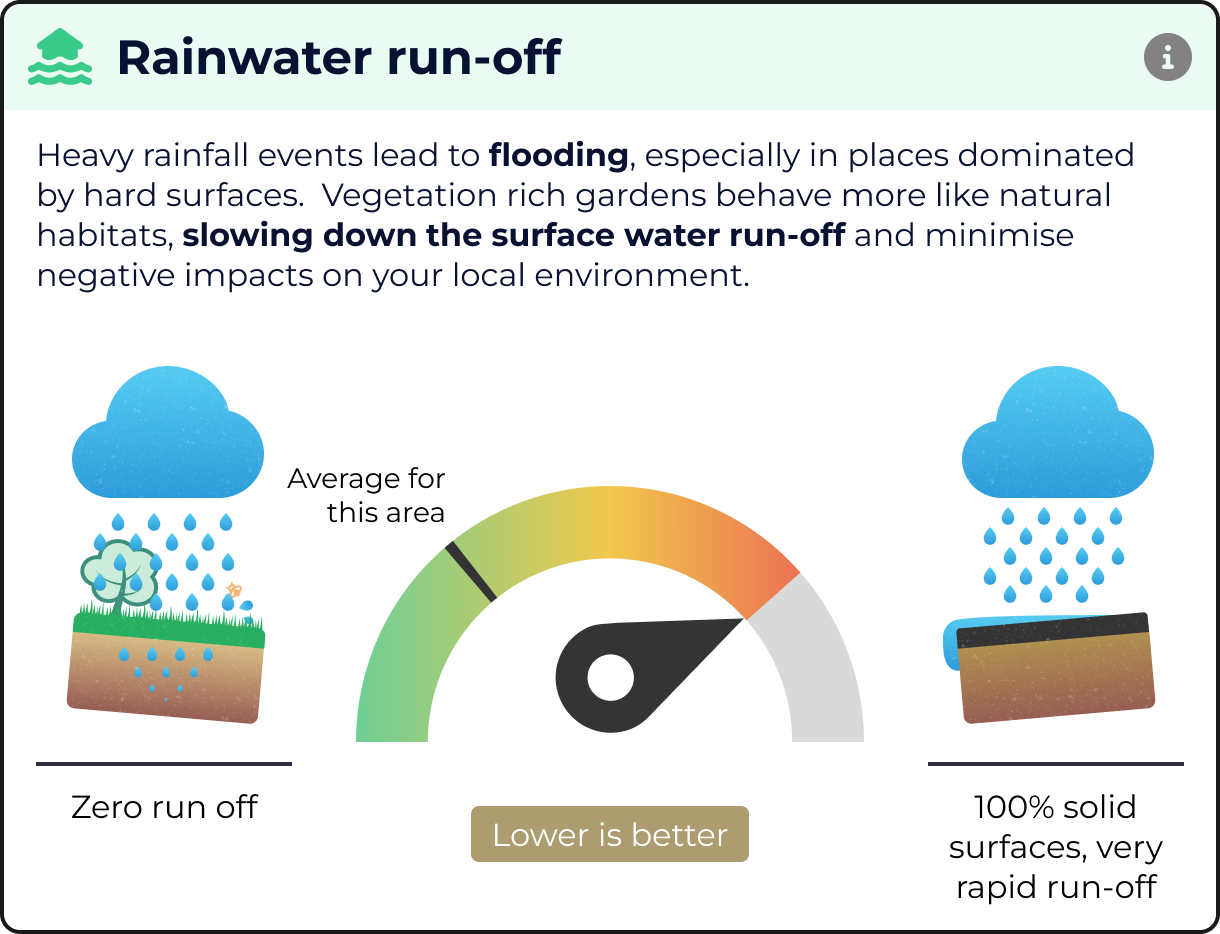 Rainwater run-off
Heavy rainfall events lead to flooding, especially in places dominated
by hard surfaces.  Vegetation rich gardens behave more like natural
habitats, slowing down the surface water run-off and minimise
negative impacts on your local environment.
Average for
this area
Zero run off
Lower is better
100% solid
surfaces, very
rapid run-off